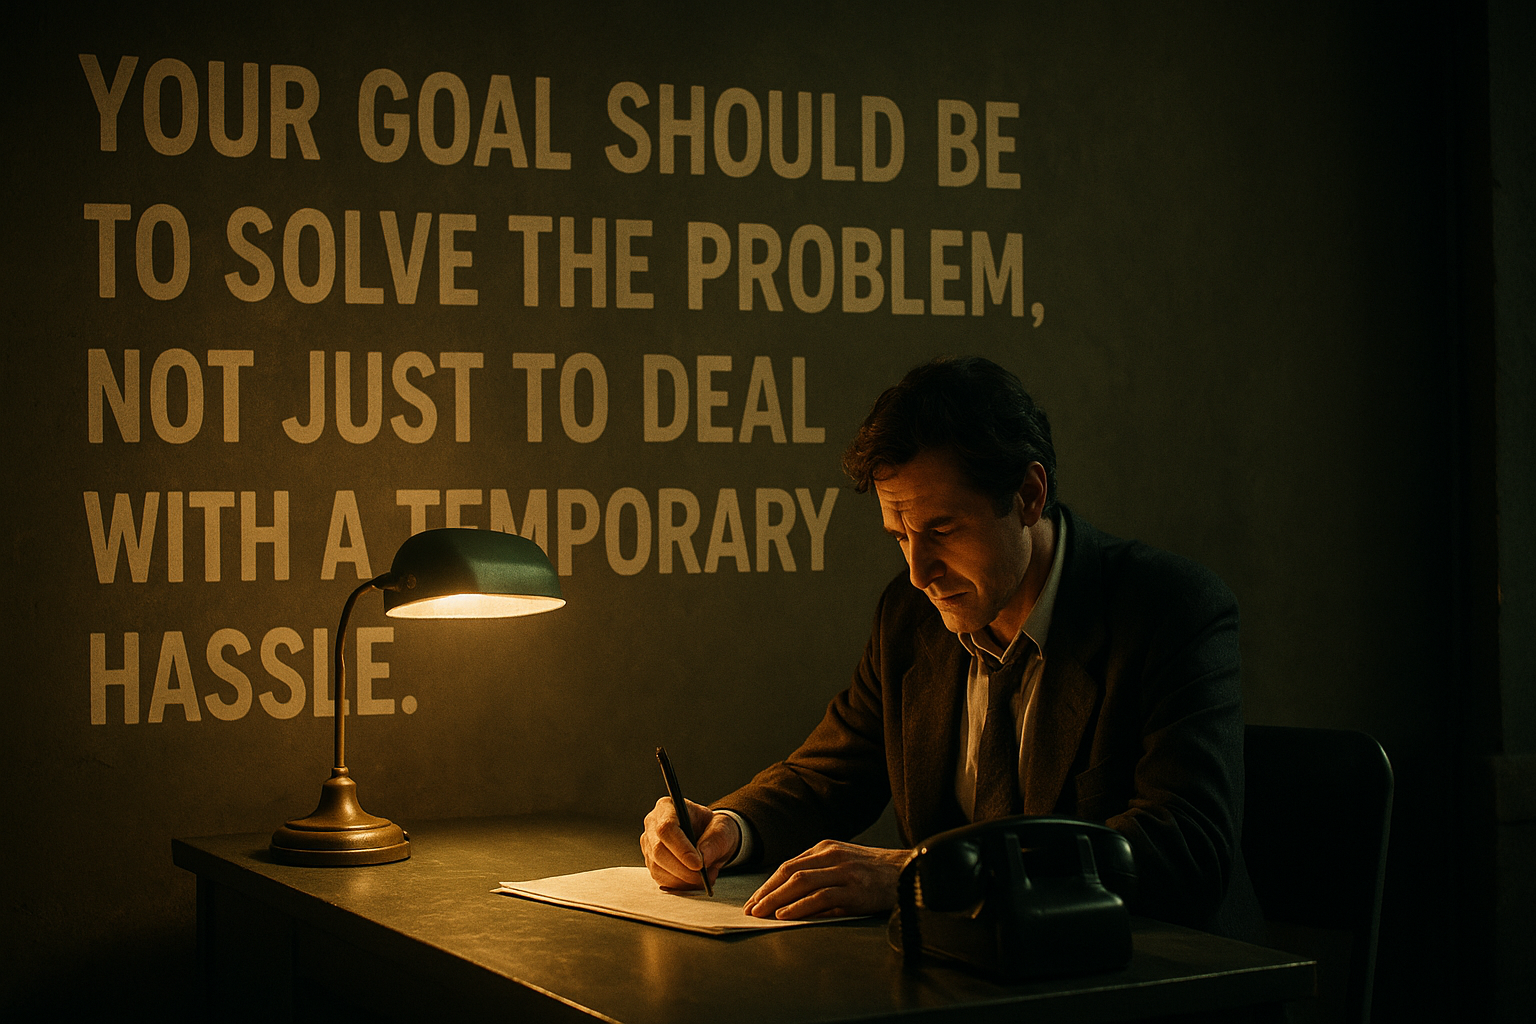 YOUR GOAL SHOULD BE
TO SOLVE THE PROBLEM,
NOT JUST TO DEAL
WITH A TEMPORARY
HASSLE.